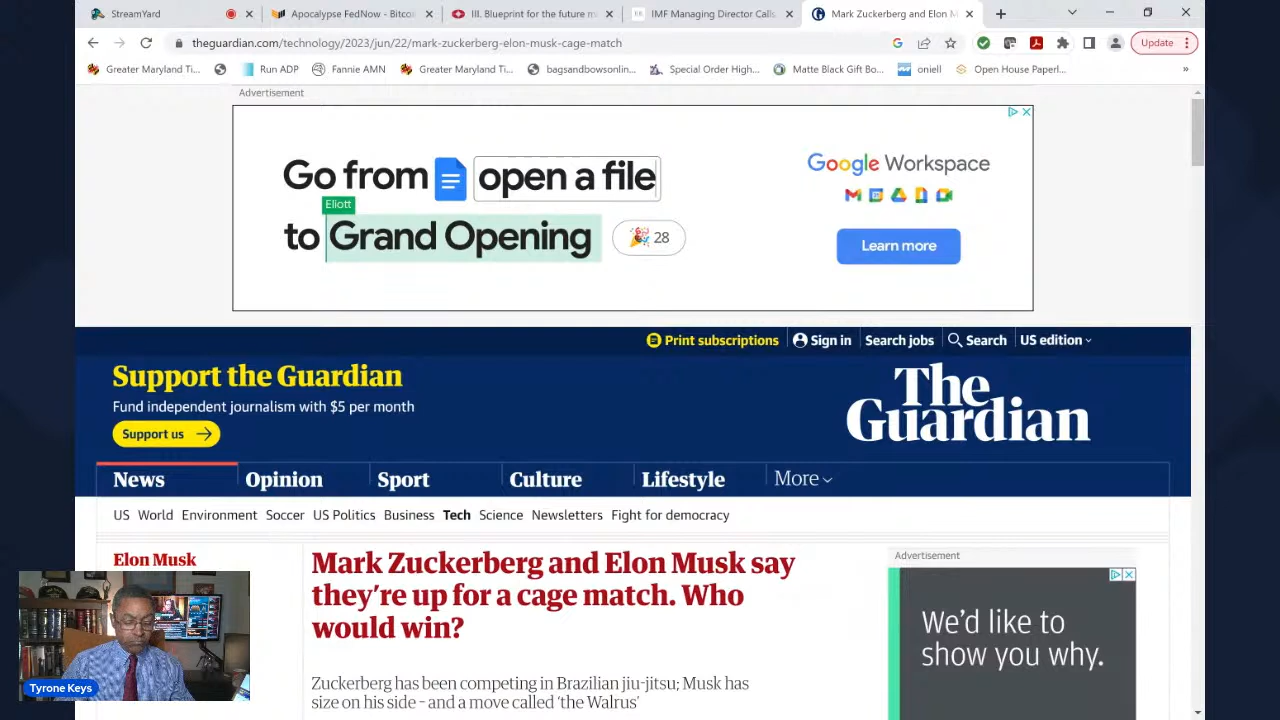 StreamYard
Apocalypse FedNow - Bitco
III. Blueprint for the future m
IMF Managing Director Calls
Mark Zuckerberg and Elon M
theguardian.com/technology/2023/jun/22/mark-zuckerberg-elon-musk-cage-match
Update
Greater Maryland Ti...
Run ADP
Fannie AMN
Greater Maryland Ti...
bagsandbowsonlin...
Special Order High...
Matte Black Gift Bo...
oniell
Open House Paperl...
»
Advertisement
Go from open a file
Eliott
to Grand Opening
28
Google Workspace
Learn more
Print subscriptions
Sign in
Search jobs
Search
US edition
Support the Guardian
Fund independent journalism with $5 per month
Support us
The
Guardian
News
Opinion
Sport
Culture
Lifestyle
More
US World Environment Soccer US Politics Business Tech Science Newsletters Fight for democracy
Elon Musk
Mark Zuckerberg and Elon Musk say
they’re up for a cage match. Who
would win?
Zuckerberg has been competing in Brazilian jiu-jitsu; Musk has
size on his side – and a move called ‘the Walrus’
Advertisement
We’d like to
show you why.
Tyrone Keys